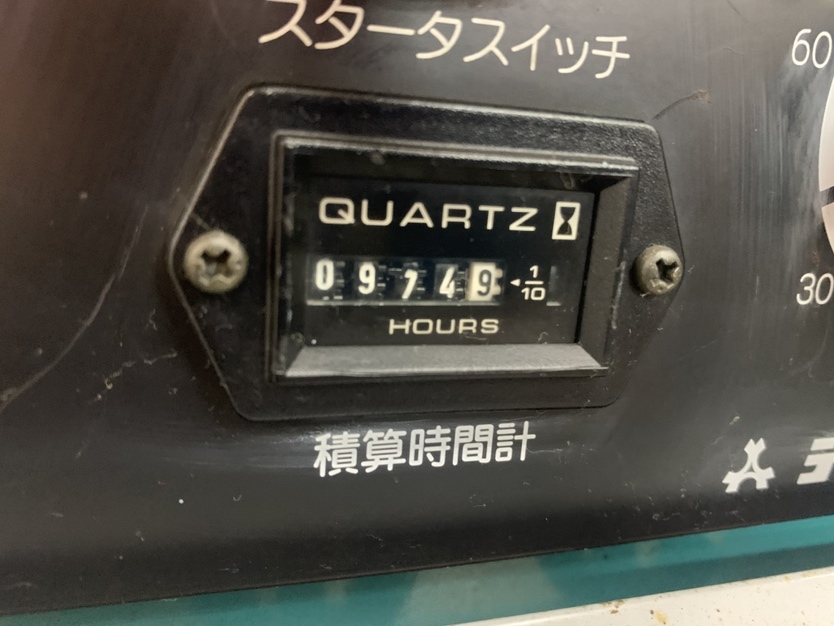 スタータスイッチ
60
QUARTZ
09749 1/10
30
HOURS
積算時間計
デ